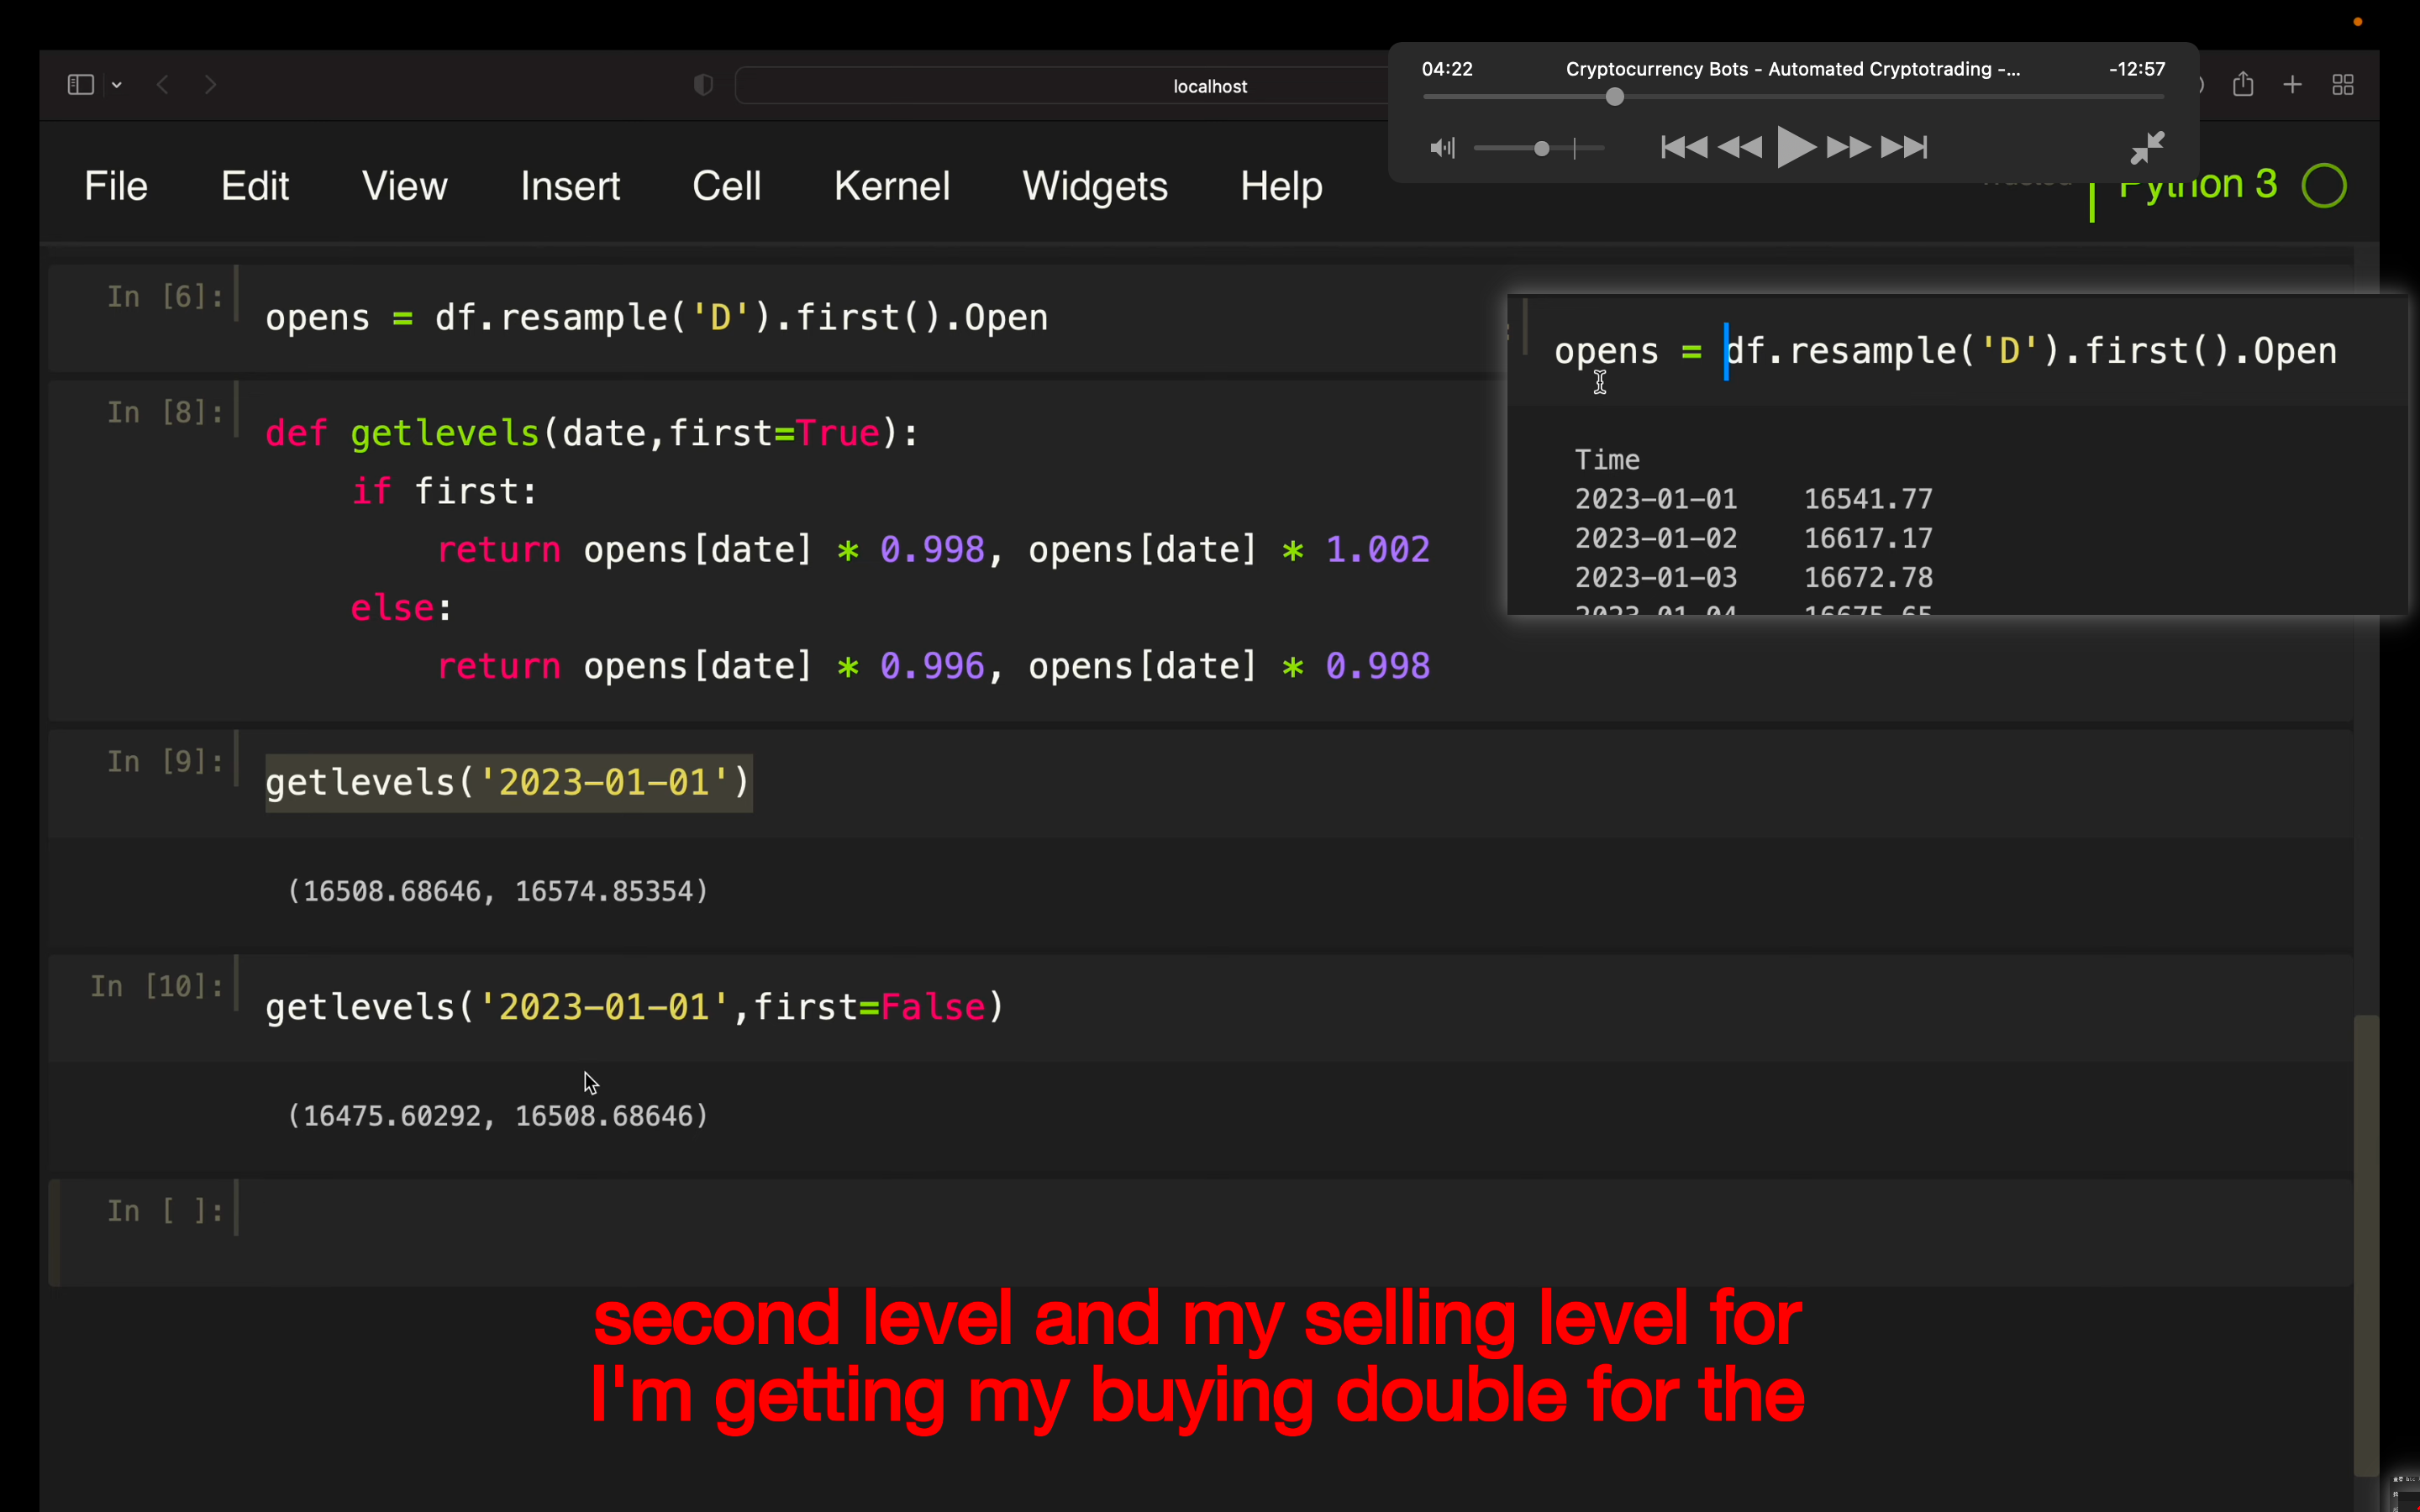 04:22 Cryptocurrency Bots - Automated Cryptotrading -... -12:57
localhost
File Edit View Insert Cell Kernel Widgets Help Python 3
In [6]: opens = df.resample('D').first().Open
In [8]: def getlevels(date,first=True):
if first:
return opens[date] * 0.998, opens[date] * 1.002
else:
return opens[date] * 0.996, opens[date] * 0.998
In [9]: getlevels('2023-01-01')
(16508.68646, 16574.85354)
In [10]: getlevels('2023-01-01',first=False)
(16475.60292, 16508.68646)
In [ ]:
opens = df.resample('D').first().Open
Time
2023-01-01 16541.77
2023-01-02 16617.17
2023-01-03 16672.78
2023-01-04 16675.65
second level and my selling level for
I'm getting my buying double for the